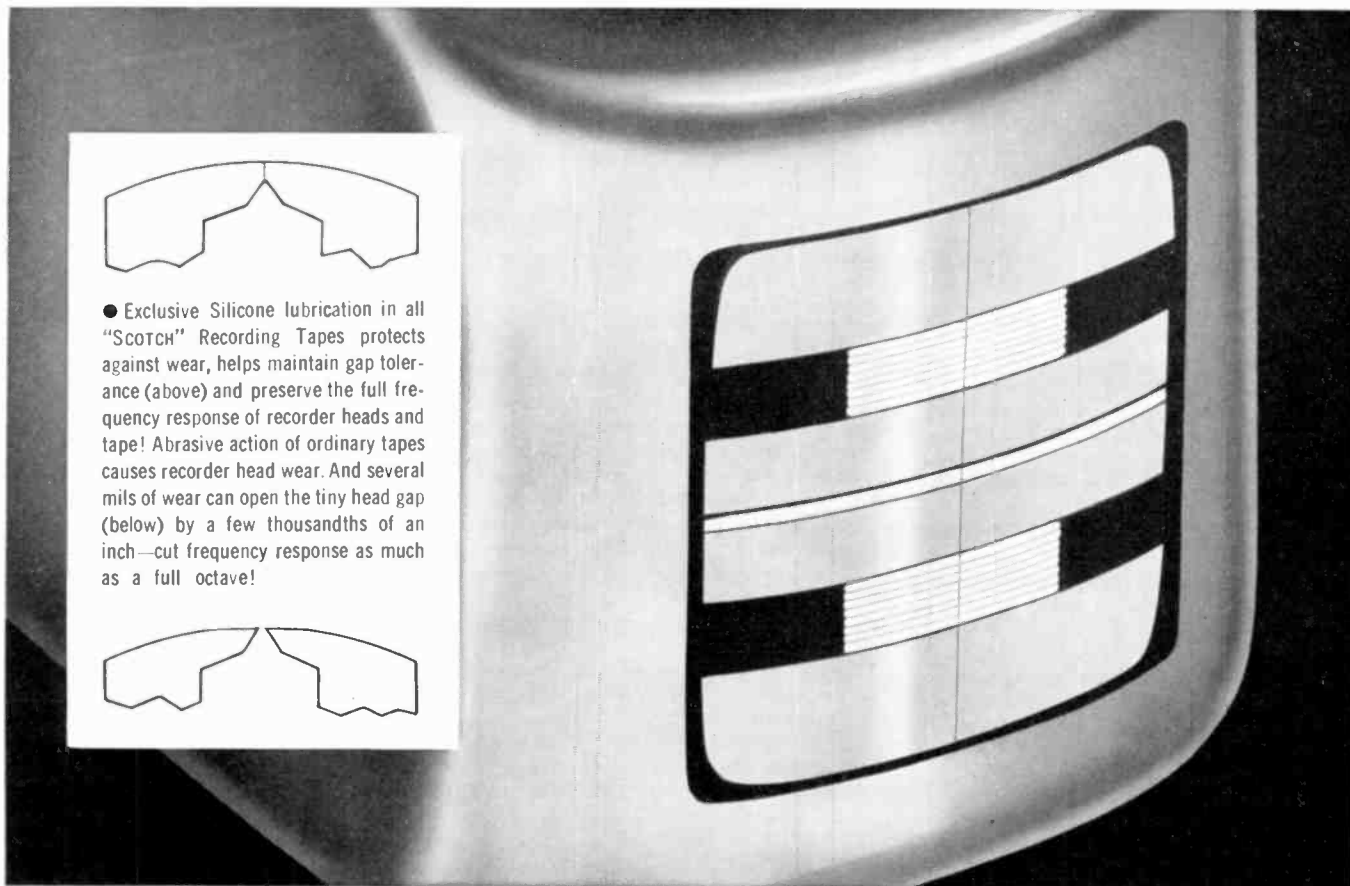 ● Exclusive Silicone lubrication in all
“SCOTCH” Recording Tapes protects
against wear, helps maintain gap toler-
ance (above) and preserve the full fre-
quency response of recorder heads and
tape! Abrasive action of ordinary tapes
causes recorder head wear. And several
mils of wear can open the tiny head gap
(below) by a few thousandths of an
inch—cut frequency response as much
as a full octave!